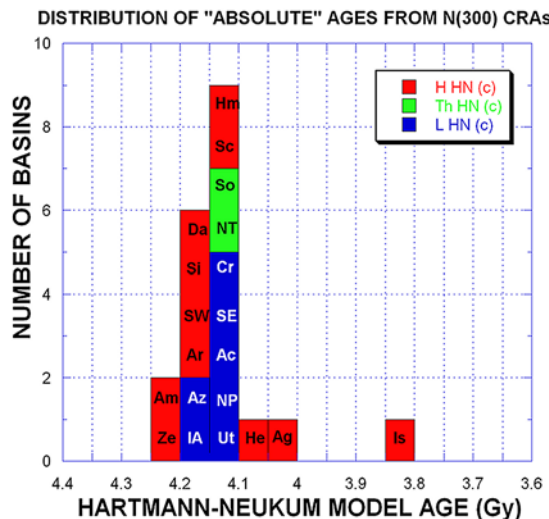 DISTRIBUTION OF "ABSOLUTE" AGES FROM N(300) CRAs
NUMBER OF BASINS
10
8
6
4
2
0
H HN (c)
Th HN (c)
L HN (c)
Hm
Sc
So
Da
NT
Si
Cr
SW
SE
Ar
Ac
Am
Az
NP
Ze
IA
Ut
He
Ag
Is
4.4
4.3
4.2
4.1
4
3.9
3.8
3.7
3.6
HARTMANN-NEUKUM MODEL AGE (Gy)